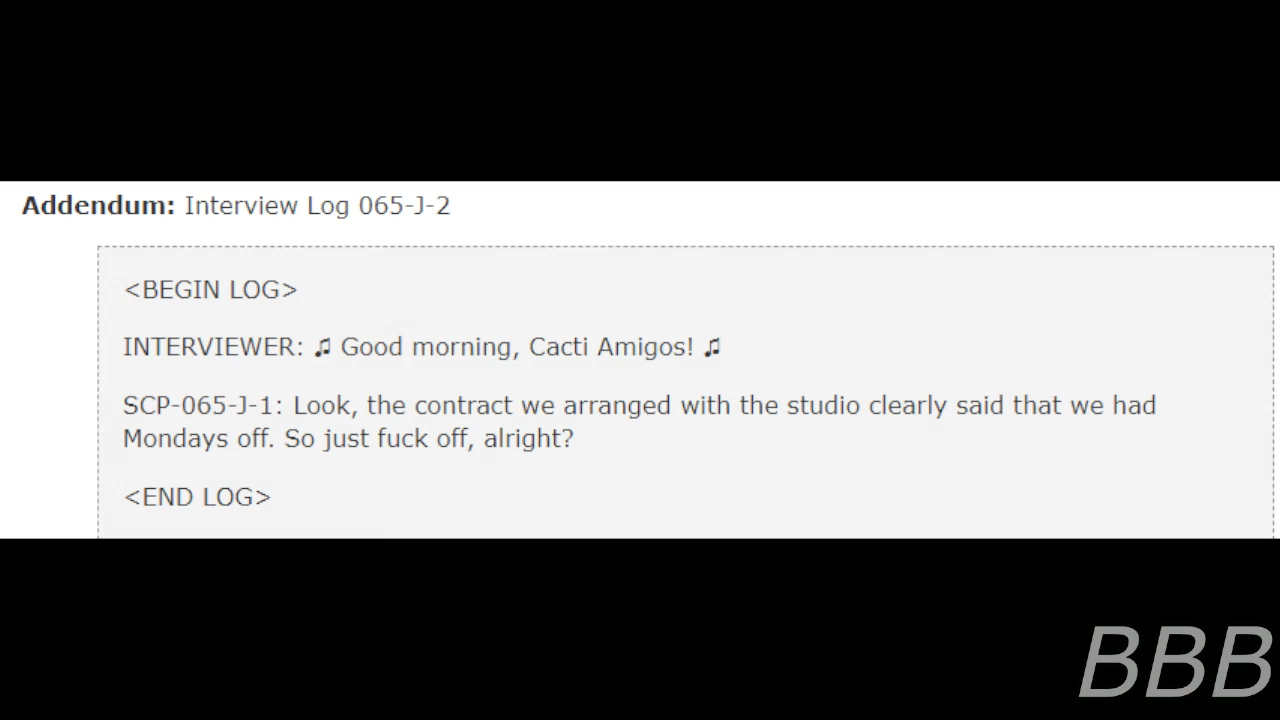 Addendum: Interview Log 065-J-2
<BEGIN LOG>
INTERVIEWER: ♫ Good morning, Cacti Amigos! ♫
SCP-065-J-1: Look, the contract we arranged with the studio clearly said that we had
Mondays off. So just fuck off, alright?
<END LOG>
BBB